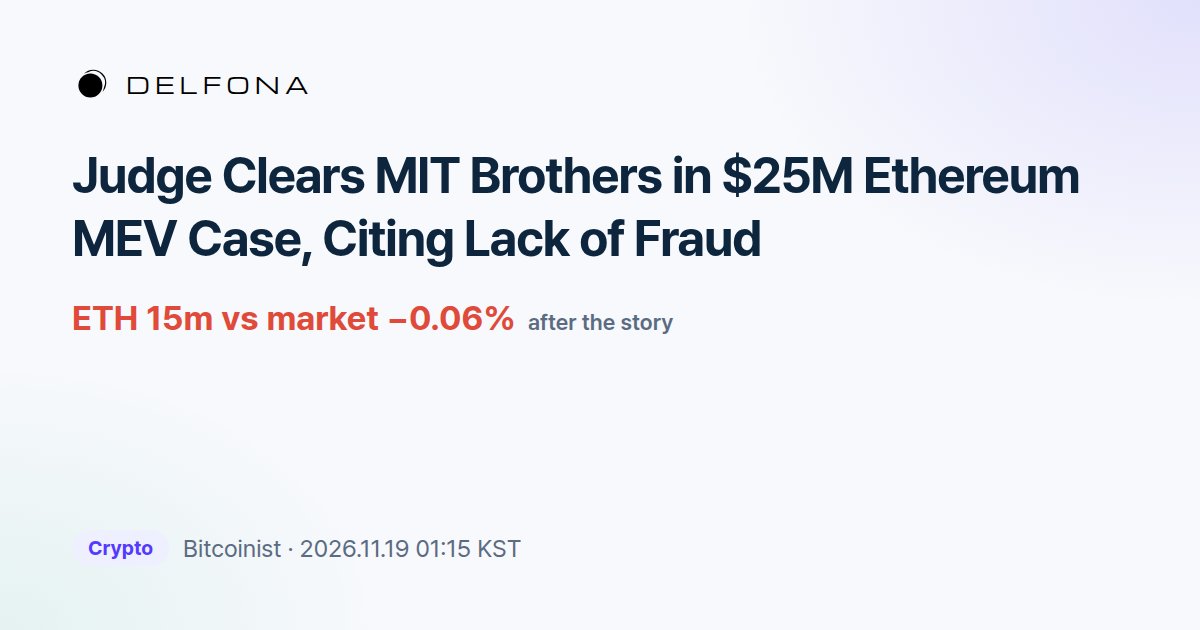 DELFONA
Judge Clears MIT Brothers in $25M Ethereum
MEV Case, Citing Lack of Fraud
ETH 15m vs market −0.06% after the story
Crypto Bitcoinist · 2026.11.19 01:15 KST